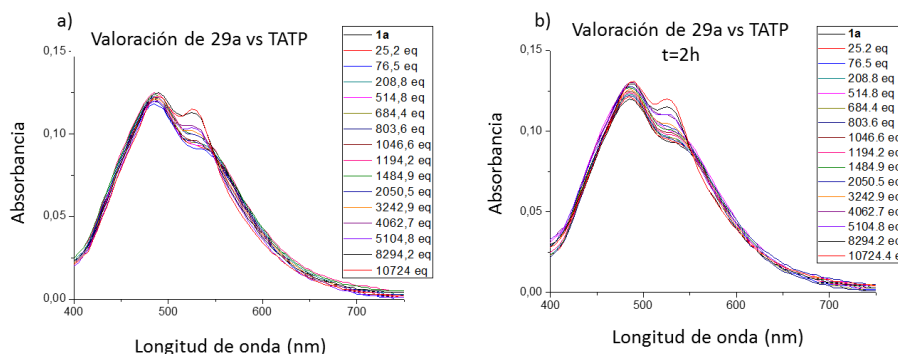 a)
Valoración de 29a vs TATP
0,15
0,10
0,05
0,00
Absorbancia
400
500
600
700
Longitud de onda (nm)
1a
25,2 eq
76,5 eq
208,8 eq
514,8 eq
684,4 eq
803,6 eq
1046,6 eq
1194,2 eq
1484,9 eq
2050,5 eq
3242,9 eq
4062,7 eq
5104,8 eq
8294,2 eq
10724 eq
b)
Valoración de 29a vs TATP
t=2h
0,15
0,10
0,05
0,00
Absorbancia
400
500
600
700
Longitud de onda (nm)
1a
25.2 eq
76.5 eq
208.8 eq
514.8 eq
684.4 eq
803.6 eq
1046.6 eq
1194.2 eq
1484.9 eq
2050.5 eq
3242.9 eq
4062.7 eq
5104.8 eq
8294.2 eq
10724.4 e